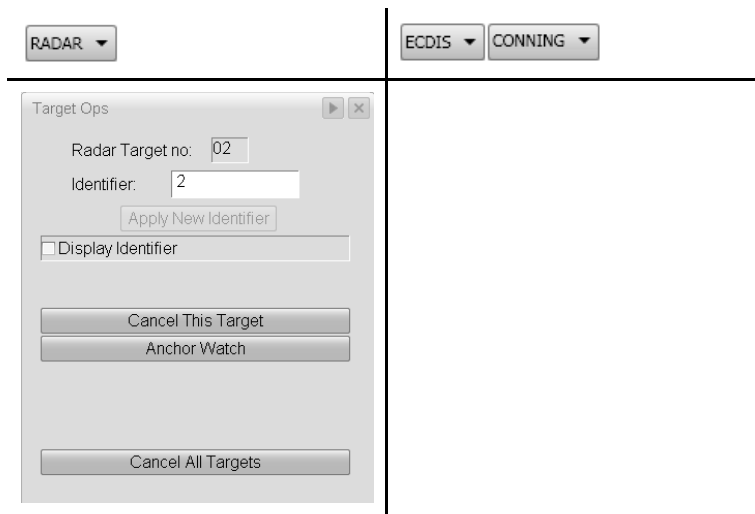 RADAR
ECDIS CONNING
Target Ops
Radar Target no: 02
Identifier: 2
Apply New Identifier
Display Identifier
Cancel This Target
Anchor Watch
Cancel All Targets